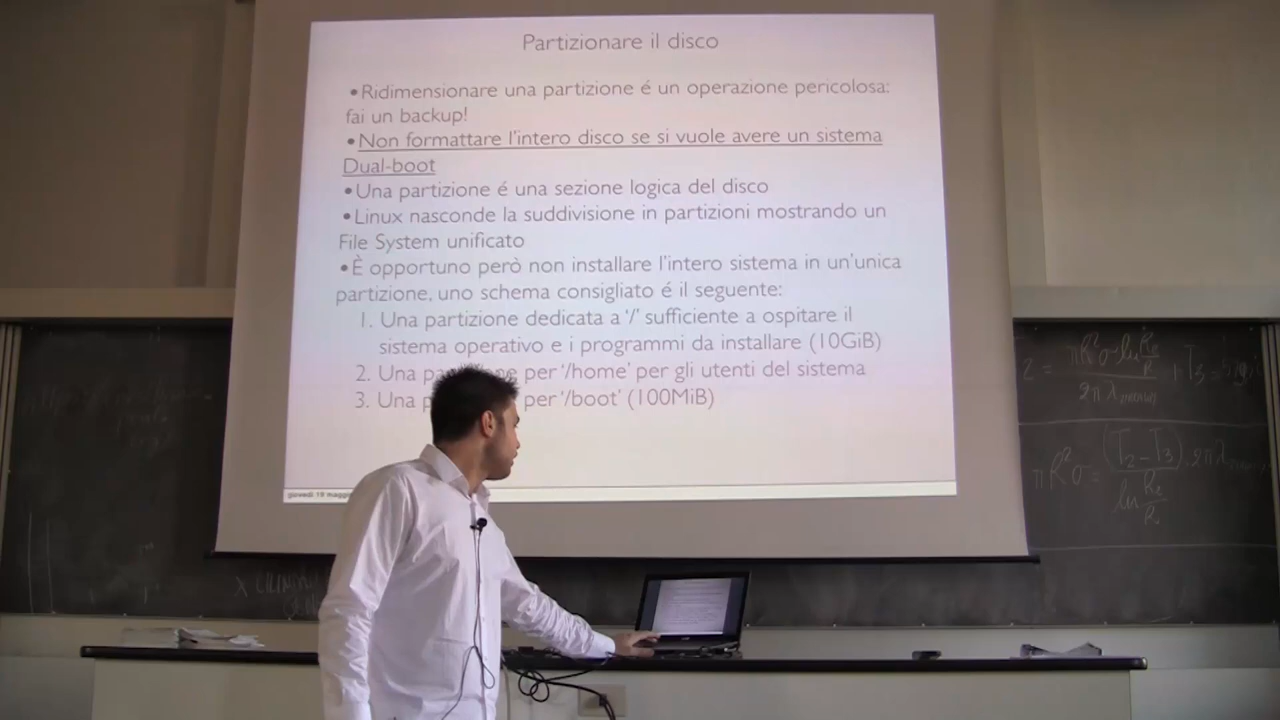 Partizionare il disco
•Ridimensionare una partizione é un operazione pericolosa:
fai un backup!
•Non formattare l'intero disco se si vuole avere un sistema
Dual-boot
•Una partizione é una sezione logica del disco
•Linux nasconde la suddivisione in partizioni mostrando un
File System unificato
•È opportuno però non installare l'intero sistema in un'unica
partizione, uno schema consigliato é il seguente:
1. Una partizione dedicata a '/' sufficiente a ospitare il
sistema operativo e i programmi da installare (10GiB)
2. Una per '/home' per gli utenti del sistema
3. Una per '/boot' (100MiB)
giovedì 19